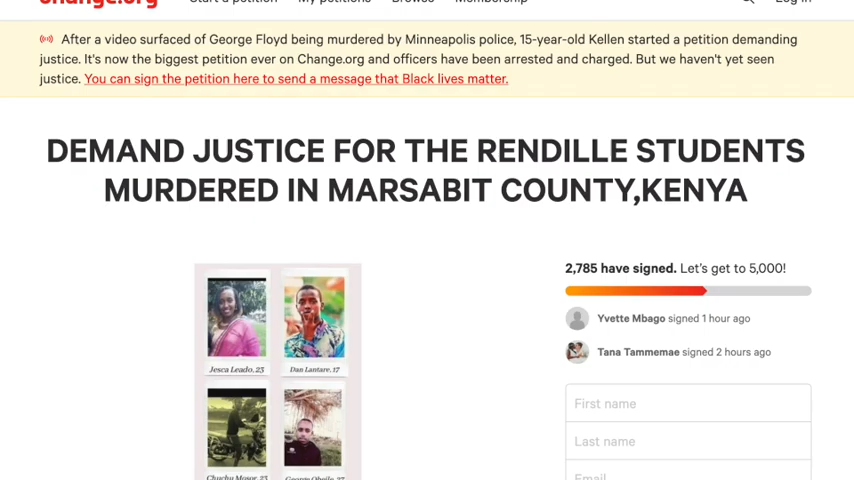 change.org Start a petition My petitions Browse Membership Log in
After a video surfaced of George Floyd being murdered by Minneapolis police, 15-year-old Kellen started a petition demanding
justice. It's now the biggest petition ever on Change.org and officers have been arrested and charged. But we haven't yet seen
justice. You can sign the petition here to send a message that Black lives matter.
DEMAND JUSTICE FOR THE RENDILLE STUDENTS
MURDERED IN MARSABIT COUNTY,KENYA
2,785 have signed. Let's get to 5,000!
Yvette Mbago signed 1 hour ago
Tana Tammemae signed 2 hours ago
Jesca Leado. 23
Dan Lantare. 17
First name
Last name
Email